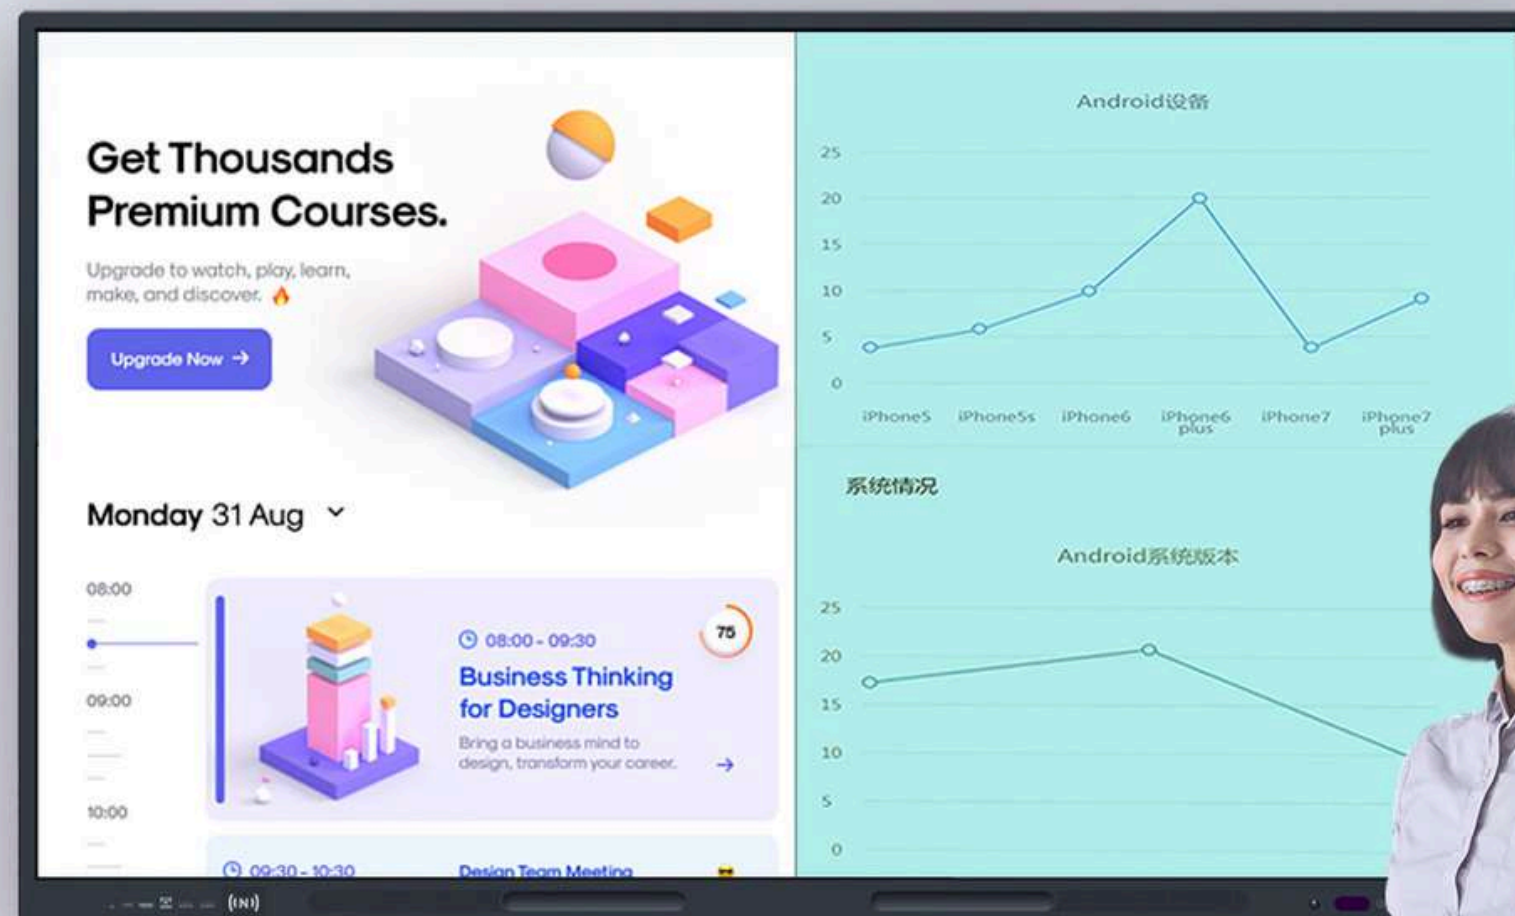 Get Thousands
Premium Courses.
Upgrade to watch, play, learn,
make, and discover. 🔥
Upgrade Now →
Monday 31 Aug
08:00
09:00
10:00
08:00 - 09:30
75
Business Thinking
for Designers
Bring a business mind to
design, transform your career.
09:30 - 10:30
Design Team Meeting
Android设备
25
20
15
10
5
0
iPhone5 iPhone5s iPhone6 iPhone6 plus iPhone7 iPhone7 plus
系统情况
Android系统版本
25
20
15
10
5
0